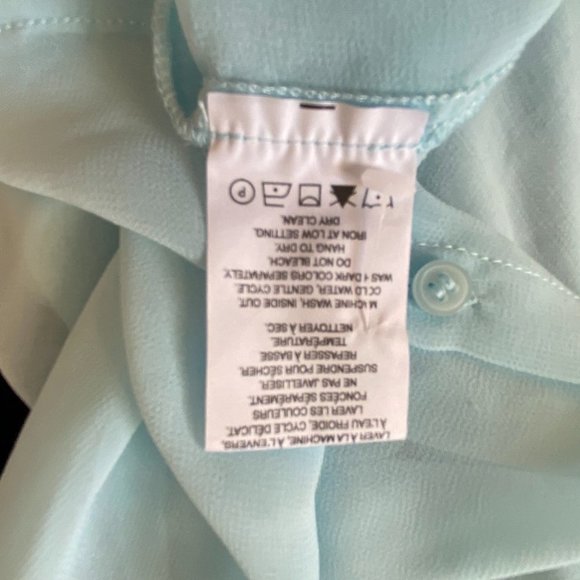 LAVER À LA MACHINE, À L'ENVERS,
À L'EAU FROIDE, CYCLE DÉLICAT.
LAVER LES COULEURS
FONCÉES SÉPARÉMENT.
NE PAS JAVELLISER.
SUSPENDRE POUR SÉCHER.
REPASSER À BASSE
TEMPÉRATURE.
NETTOYER À SEC.
MACHINE WASH, INSIDE OUT,
COLD WATER, GENTLE CYCLE.
WASH DARK COLORS SEPARATELY.
DO NOT BLEACH.
HANG TO DRY.
IRON AT LOW SETTING.
DRY CLEAN.
P